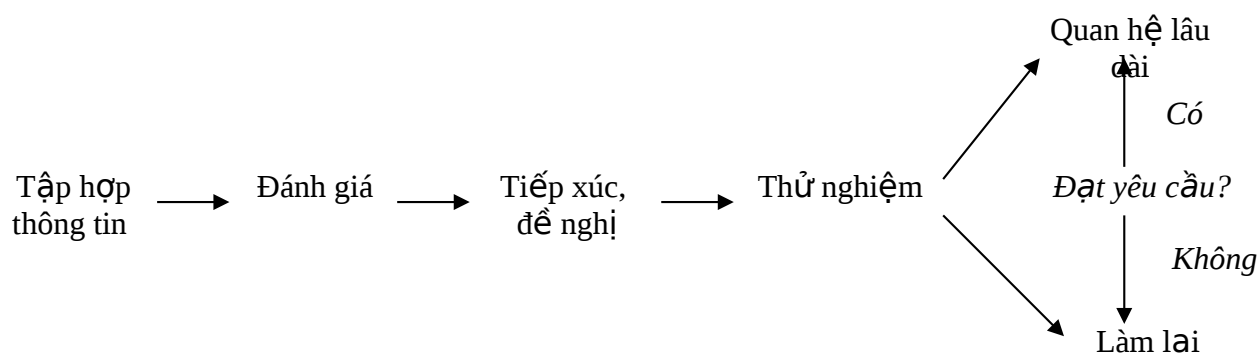 Quan hệ lâu
dài
Có
Tập hợp
thông tin
Đánh giá
Tiếp xúc,
đề nghị
Thử nghiệm
Đạt yêu cầu?
Không
Làm lại